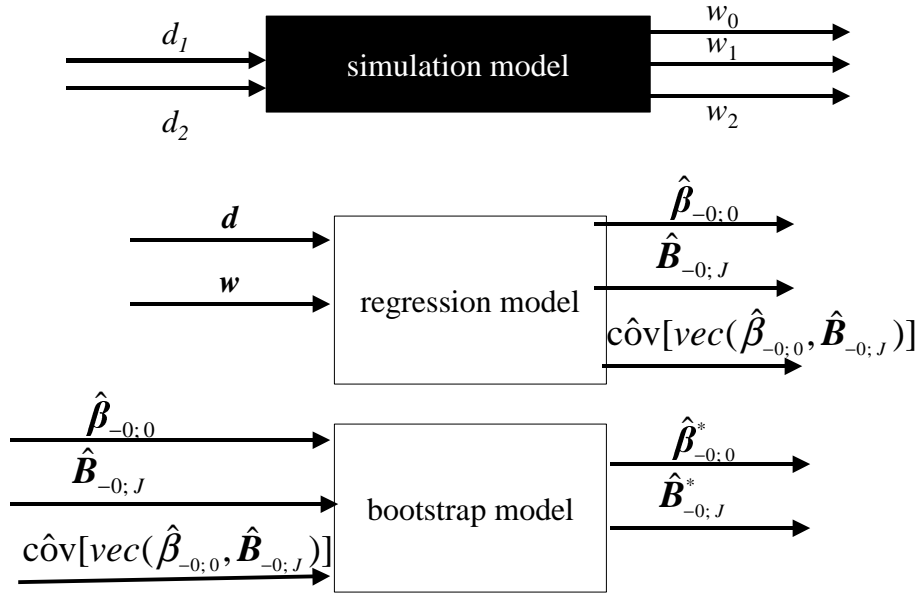 d₁
d₂
simulation model
w₀
w₁
w₂
d
w
regression model
β̂₋₀;₀
B̂₋₀;J
côv[vec(β̂₋₀;₀, B̂₋₀;J)]
β̂₋₀;₀
B̂₋₀;J
côv[vec(β̂₋₀;₀, B̂₋₀;J)]
bootstrap model
β̂*₋₀;₀
B̂*₋₀;J